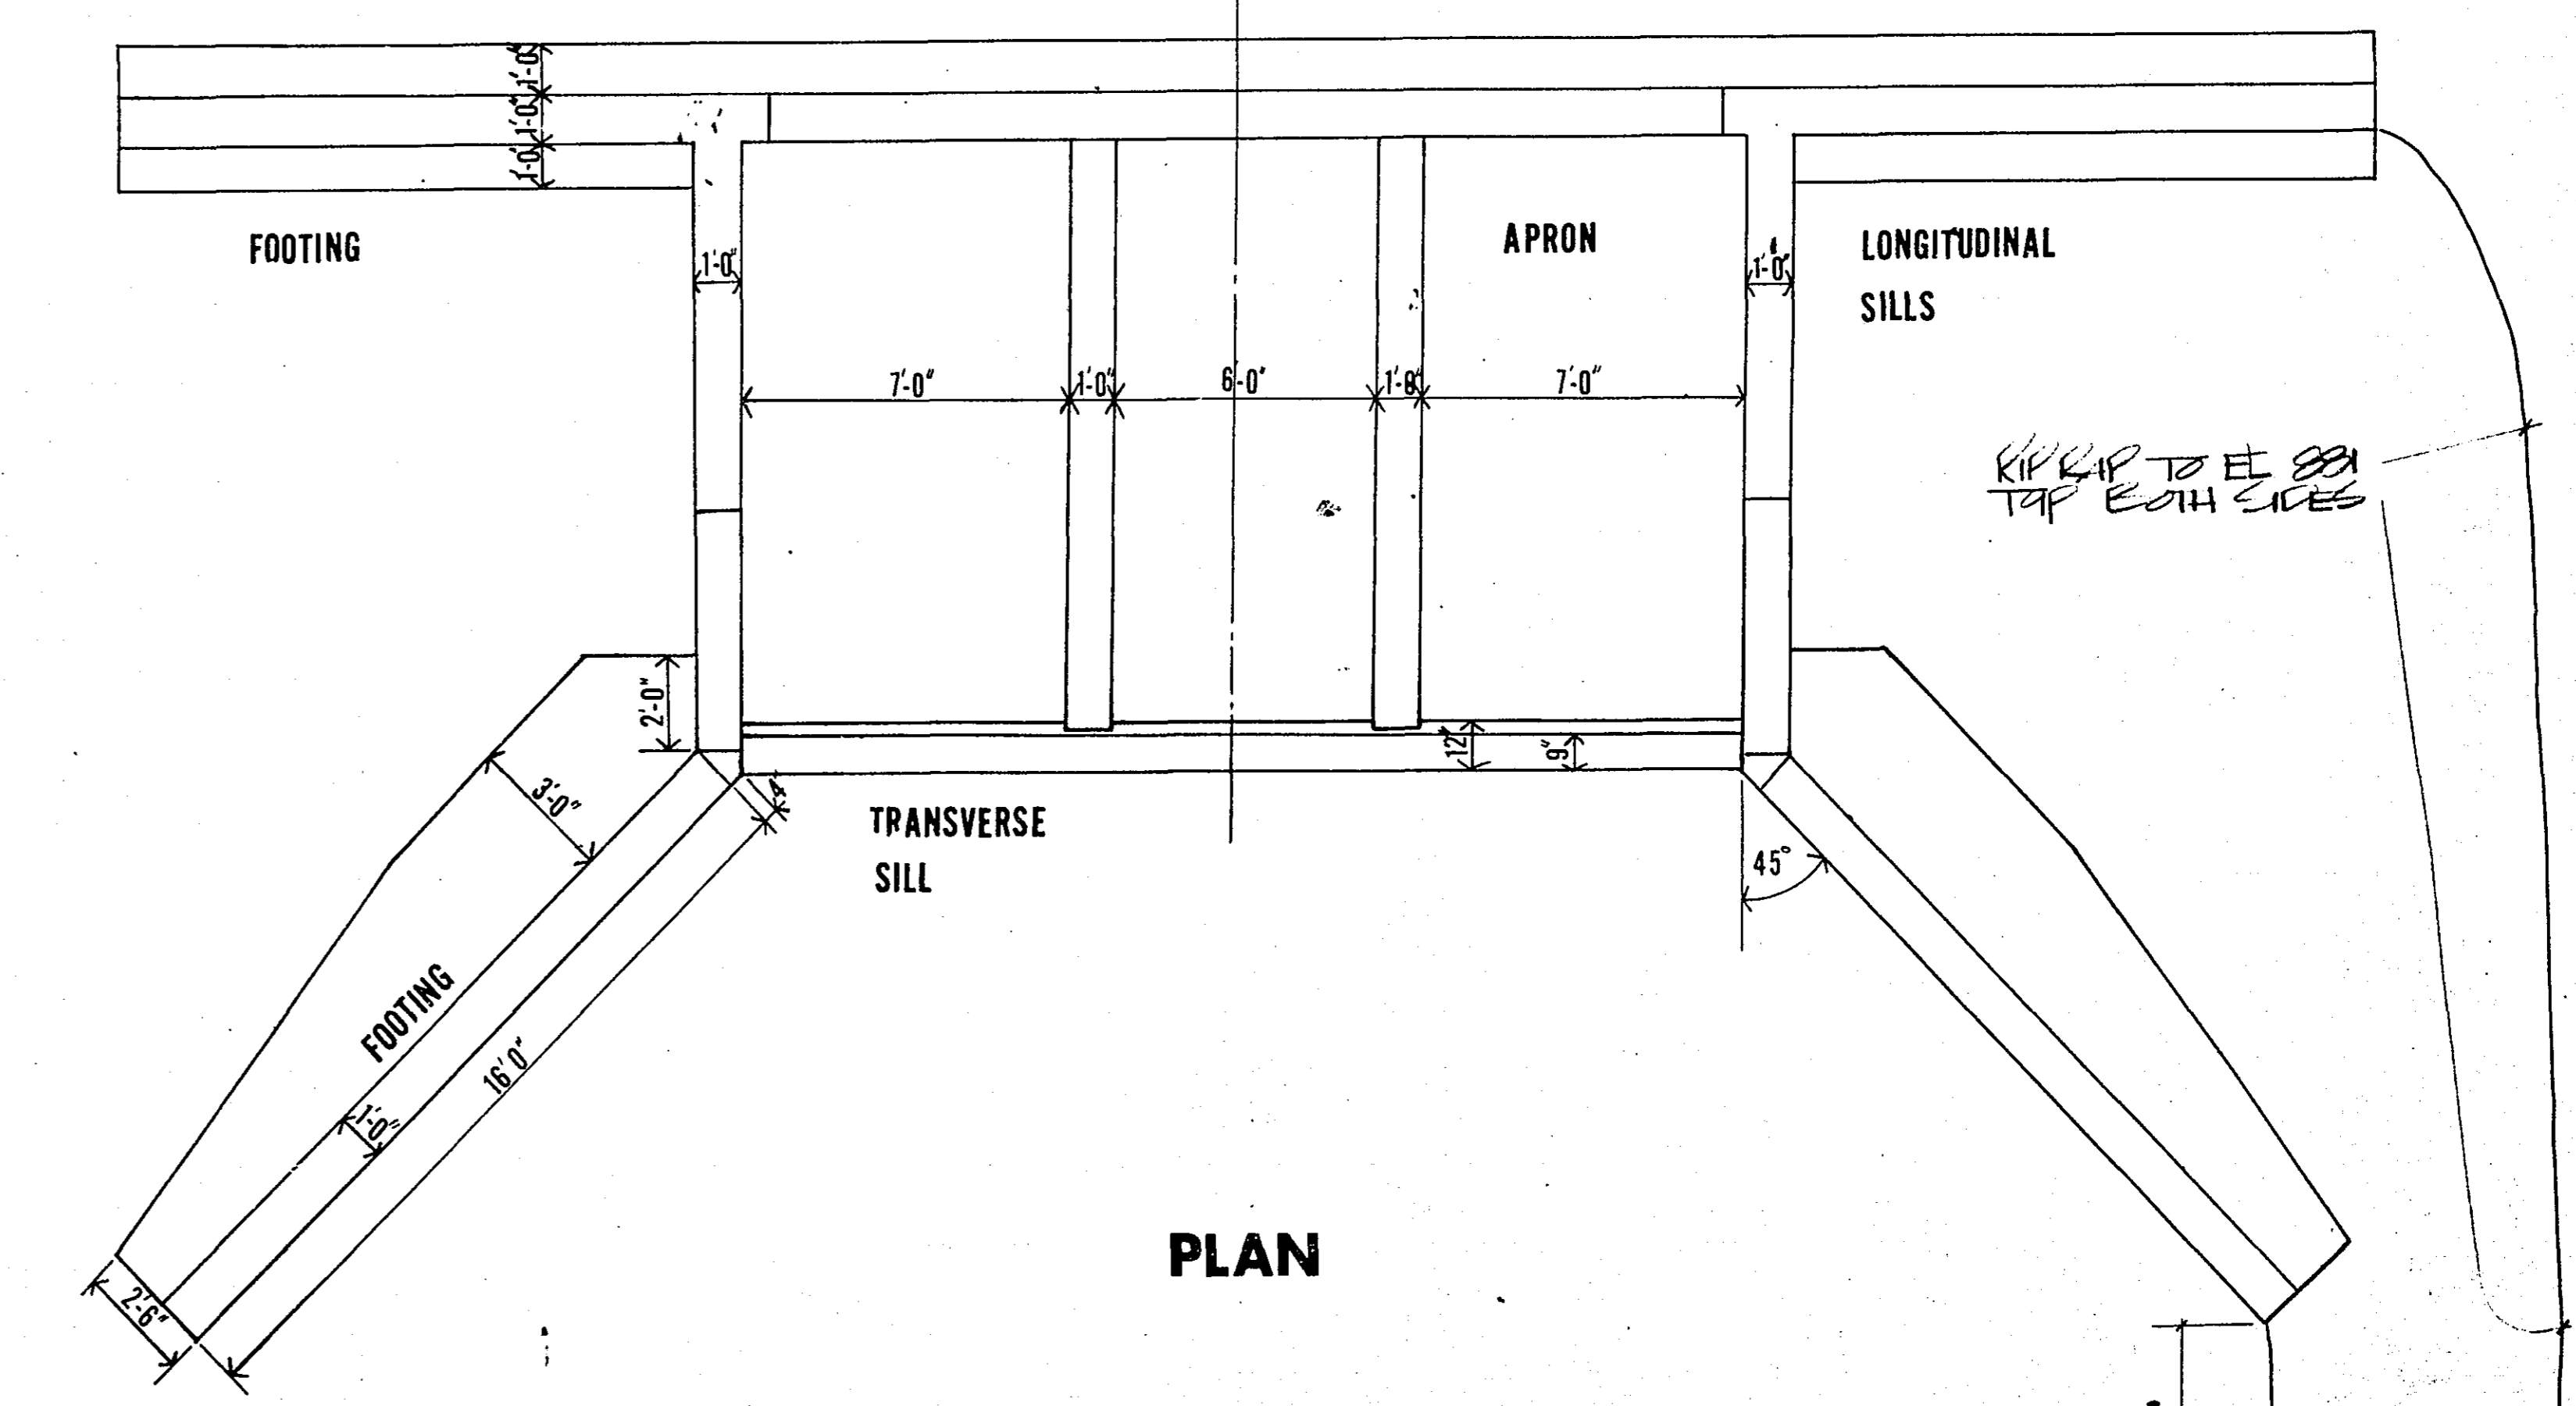 1'-0"
1'-0"
1'-0"
FOOTING
APRON
LONGITUDINAL
SILLS
1'-0"
1'-0"
7'-0"
1'-0"
6'-0"
1'-0"
7'-0"
RIP RAP TO EL 881
TOP BOTH SIDES
2'-0"
12"
9"
3'-0"
4"
TRANSVERSE
SILL
45°
FOOTING
16'0"
1'-0"
2'-6"
PLAN